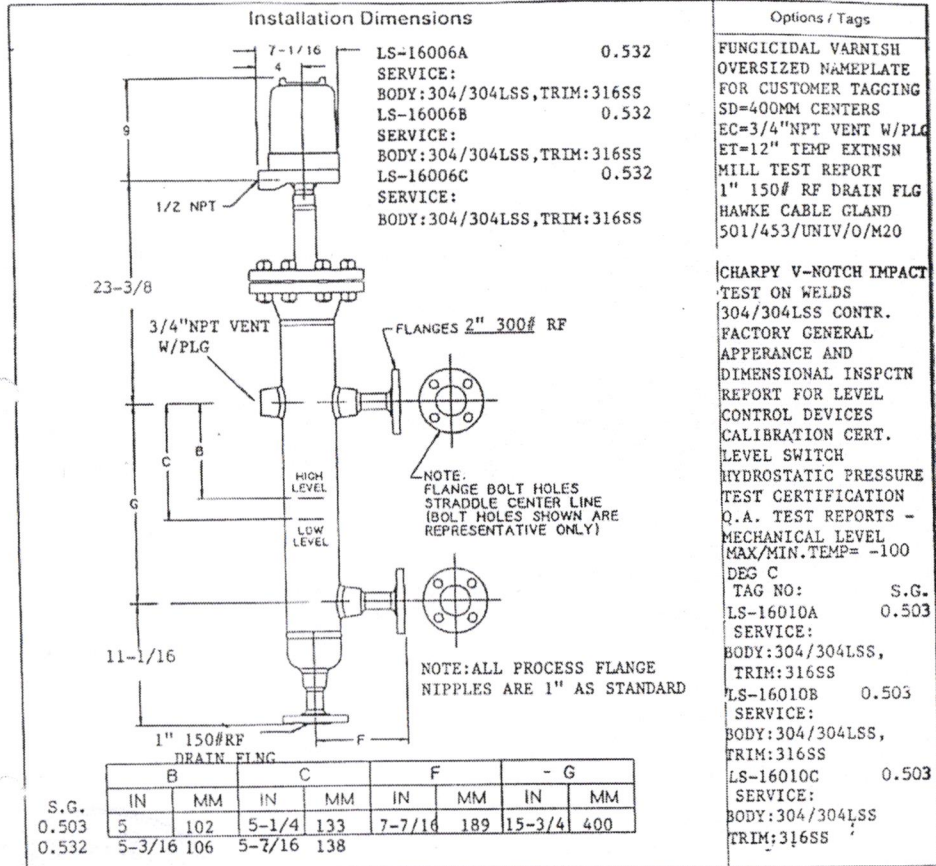 Installation Dimensions
7-1/16
4
9
1/2 NPT
23-3/8
LS-16006A 0.532
SERVICE:
BODY:304/304LSS,TRIM:316SS
LS-16006B 0.532
SERVICE:
BODY:304/304LSS,TRIM:316SS
LS-16006C 0.532
SERVICE:
BODY:304/304LSS,TRIM:316SS
3/4"NPT VENT
W/PLG
FLANGES 2" 300# RF
C
B
G
HIGH
LEVEL
LOW
LEVEL
NOTE.
FLANGE BOLT HOLES
STRADDLE CENTER LINE
(BOLT HOLES SHOWN ARE
REPRESENTATIVE ONLY)
11-1/16
NOTE:ALL PROCESS FLANGE
NIPPLES ARE 1" AS STANDARD
1" 150#RF
DRAIN FLNG
F
B C F - G
S.G. IN MM IN MM IN MM IN MM
0.503 5 102 5-1/4 133 7-7/16 189 15-3/4 400
0.532 5-3/16 106 5-7/16 138
Options / Tags
FUNGICIDAL VARNISH
OVERSIZED NAMEPLATE
FOR CUSTOMER TAGGING
SD=400MM CENTERS
EC=3/4"NPT VENT W/PLG
ET=12" TEMP EXTNSN
MILL TEST REPORT
1" 150# RF DRAIN FLG
HAWKE CABLE GLAND
501/453/UNIV/O/M20
CHARPY V-NOTCH IMPACT
TEST ON WELDS
304/304LSS CONTR.
FACTORY GENERAL
APPERANCE AND
DIMENSIONAL INSPCTN
REPORT FOR LEVEL
CONTROL DEVICES
CALIBRATION CERT.
LEVEL SWITCH
HYDROSTATIC PRESSURE
TEST CERTIFICATION
Q.A. TEST REPORTS -
MECHANICAL LEVEL
MAX/MIN.TEMP= -100
DEG C
TAG NO: S.G.
LS-16010A 0.503
SERVICE:
BODY:304/304LSS,
TRIM:316SS
LS-16010B 0.503
SERVICE:
BODY:304/304LSS,
TRIM:316SS
LS-16010C 0.503
SERVICE:
BODY:304/304LSS
TRIM:316SS